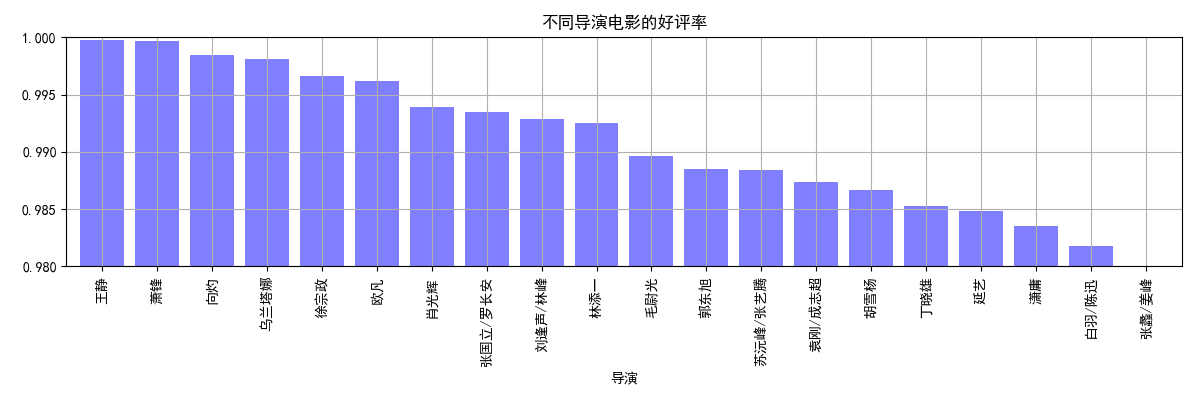 不同导演电影的好评率
1.000
0.995
0.990
0.985
0.980
王静
萧锋
向灼
乌兰塔娜
徐宗政
欧凡
肖光辉
张国立/罗长安
刘逢声/林峰
林添一
毛尉光
郭东旭
苏沅峰/张艺腾
袁刚/成志超
胡雪杨
丁晓雄
延艺
潇庸
白羽/陈迅
张蠡/姜峰
导演